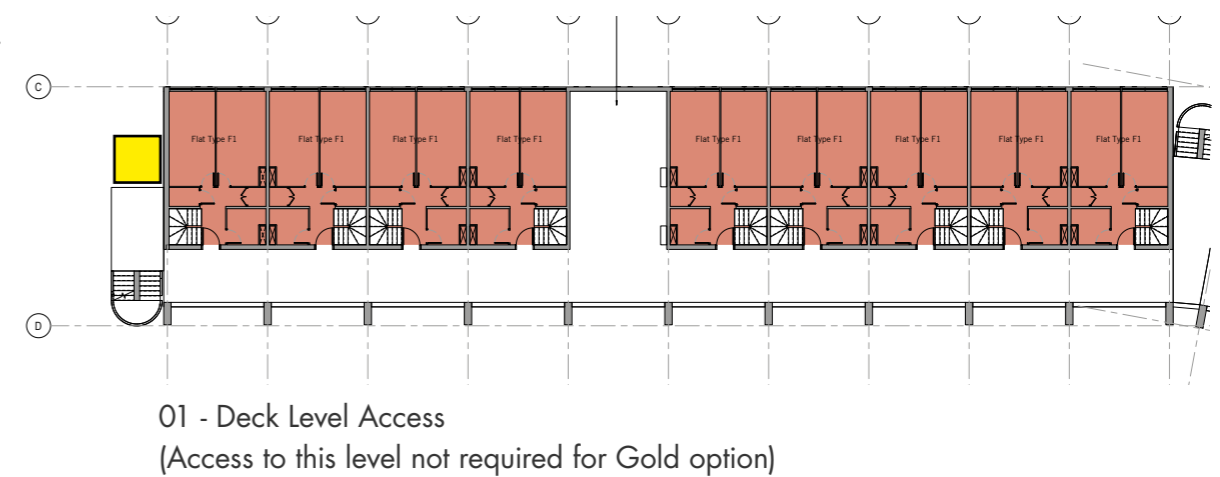 C
Flat Type F1 Flat Type F1 Flat Type F1 Flat Type F1 Flat Type F1 Flat Type F1 Flat Type F1 Flat Type F1 Flat Type F1
D
01 - Deck Level Access
(Access to this level not required for Gold option)